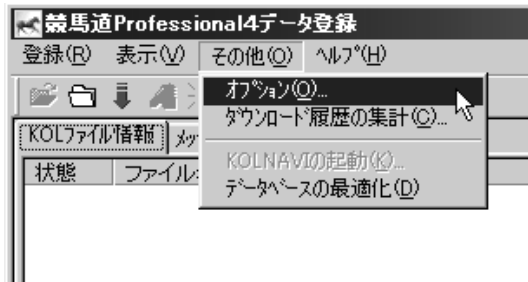 競馬道Professional4データ登録
登録(R) 表示(V) その他(O) ﾍﾙﾌﾟ(H)
ｵﾌﾟｼｮﾝ(O)...
ﾀﾞｳﾝﾛｰﾄﾞ履歴の集計(C)...
KOLNAVIの起動(K)...
ﾃﾞｰﾀﾍﾞｰｽの最適化(D)
KOLﾌｧｲﾙ情報 ﾒｯ
状態 ファイル